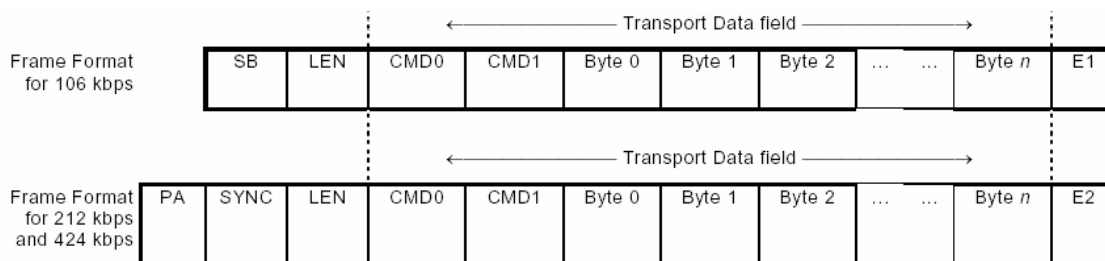 ← Transport Data field →
Frame Format
for 106 kbps
SB LEN CMD0 CMD1 Byte 0 Byte 1 Byte 2 ... ... Byte n E1
← Transport Data field →
Frame Format
for 212 kbps
and 424 kbps
PA SYNC LEN CMD0 CMD1 Byte 0 Byte 1 Byte 2 ... ... Byte n E2